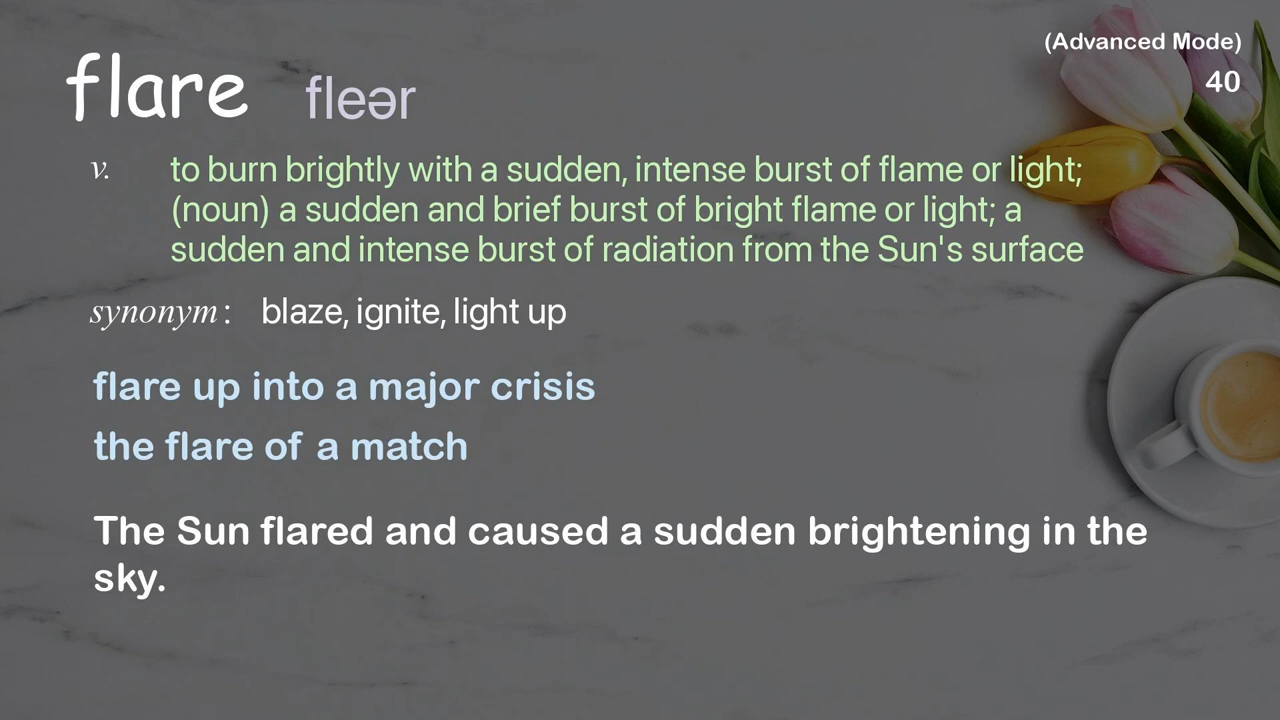 (Advanced Mode)
40
flare fleər
v. to burn brightly with a sudden, intense burst of flame or light;
(noun) a sudden and brief burst of bright flame or light; a
sudden and intense burst of radiation from the Sun's surface
synonym: blaze, ignite, light up
flare up into a major crisis
the flare of a match
The Sun flared and caused a sudden brightening in the
sky.